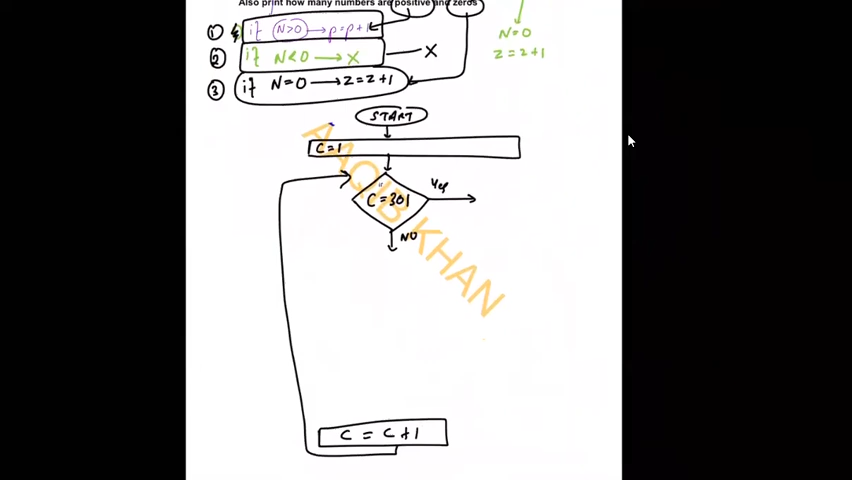 Also print how many numbers are positive and zeros
① if N>0 → p=p+1
② if N<0 → X — X
③ if N=0 → z=z+1
N=0
z=z+1
START
C=1
is
C=301
Yes
NO
C = C+1
AAQIB KHAN